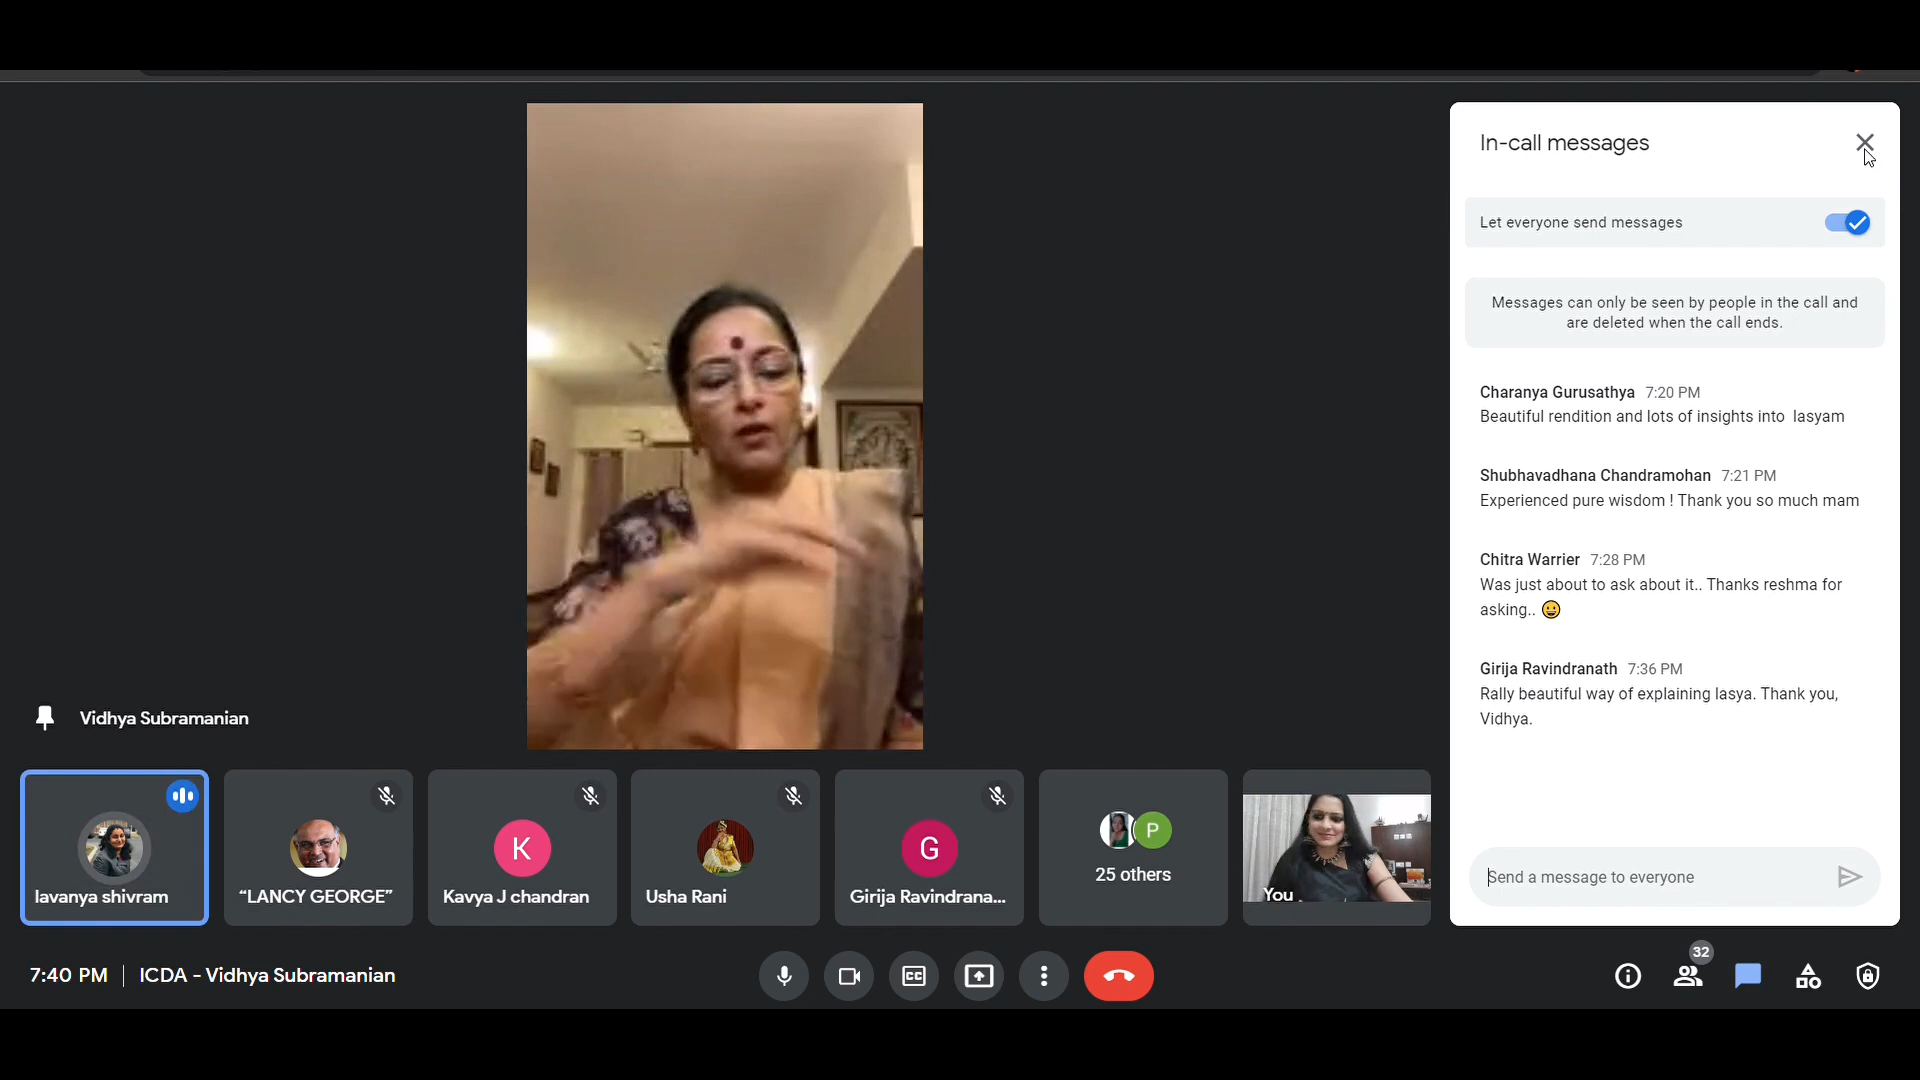 In-call messages
Let everyone send messages
Messages can only be seen by people in the call and
are deleted when the call ends.
Charanya Gurusathya 7:20 PM
Beautiful rendition and lots of insights into  lasyam
Shubhavadhana Chandramohan 7:21 PM
Experienced pure wisdom ! Thank you so much mam
Chitra Warrier 7:28 PM
Was just about to ask about it.. Thanks reshma for
asking.. 😀
Girija Ravindranath 7:36 PM
Rally beautiful way of explaining lasya. Thank you,
Vidhya.
Send a message to everyone
Vidhya Subramanian
lavanya shivram
“LANCY GEORGE”
K
Kavya J chandran
Usha Rani
G
Girija Ravindrana...
P
25 others
You
7:40 PM | ICDA - Vidhya Subramanian
CC
32